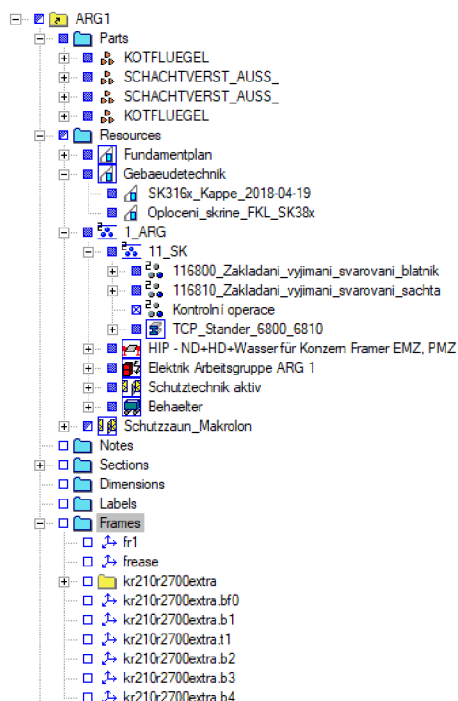 ARG1
Parts
KOTFLUEGEL
SCHACHTVERST_AUSS_
SCHACHTVERST_AUSS_
KOTFLUEGEL
Resources
Fundamentplan
Gebaeudetechnik
SK316x_Kappe_2018-04-19
Oploceni_skrine_FKL_SK38x
1_ARG
11_SK
116800_Zakladani_vyjimani_svarovani_blatnik
116810_Zakladani_vyjimani_svarovani_sachta
Kontrolní operace
TCP_Stander_6800_6810
HIP - ND+HD+Wasser für Konzern Framer EMZ, PMZ
Elektrik Arbeitsgruppe ARG 1
Schutztechnik aktiv
Behaelter
Schutzzaun_Makrolon
Notes
Sections
Dimensions
Labels
Frames
fr1
frease
kr210r2700extra
kr210r2700extra.bf0
kr210r2700extra.b1
kr210r2700extra.t1
kr210r2700extra.b2
kr210r2700extra.b3
kr210r2700extra.b4